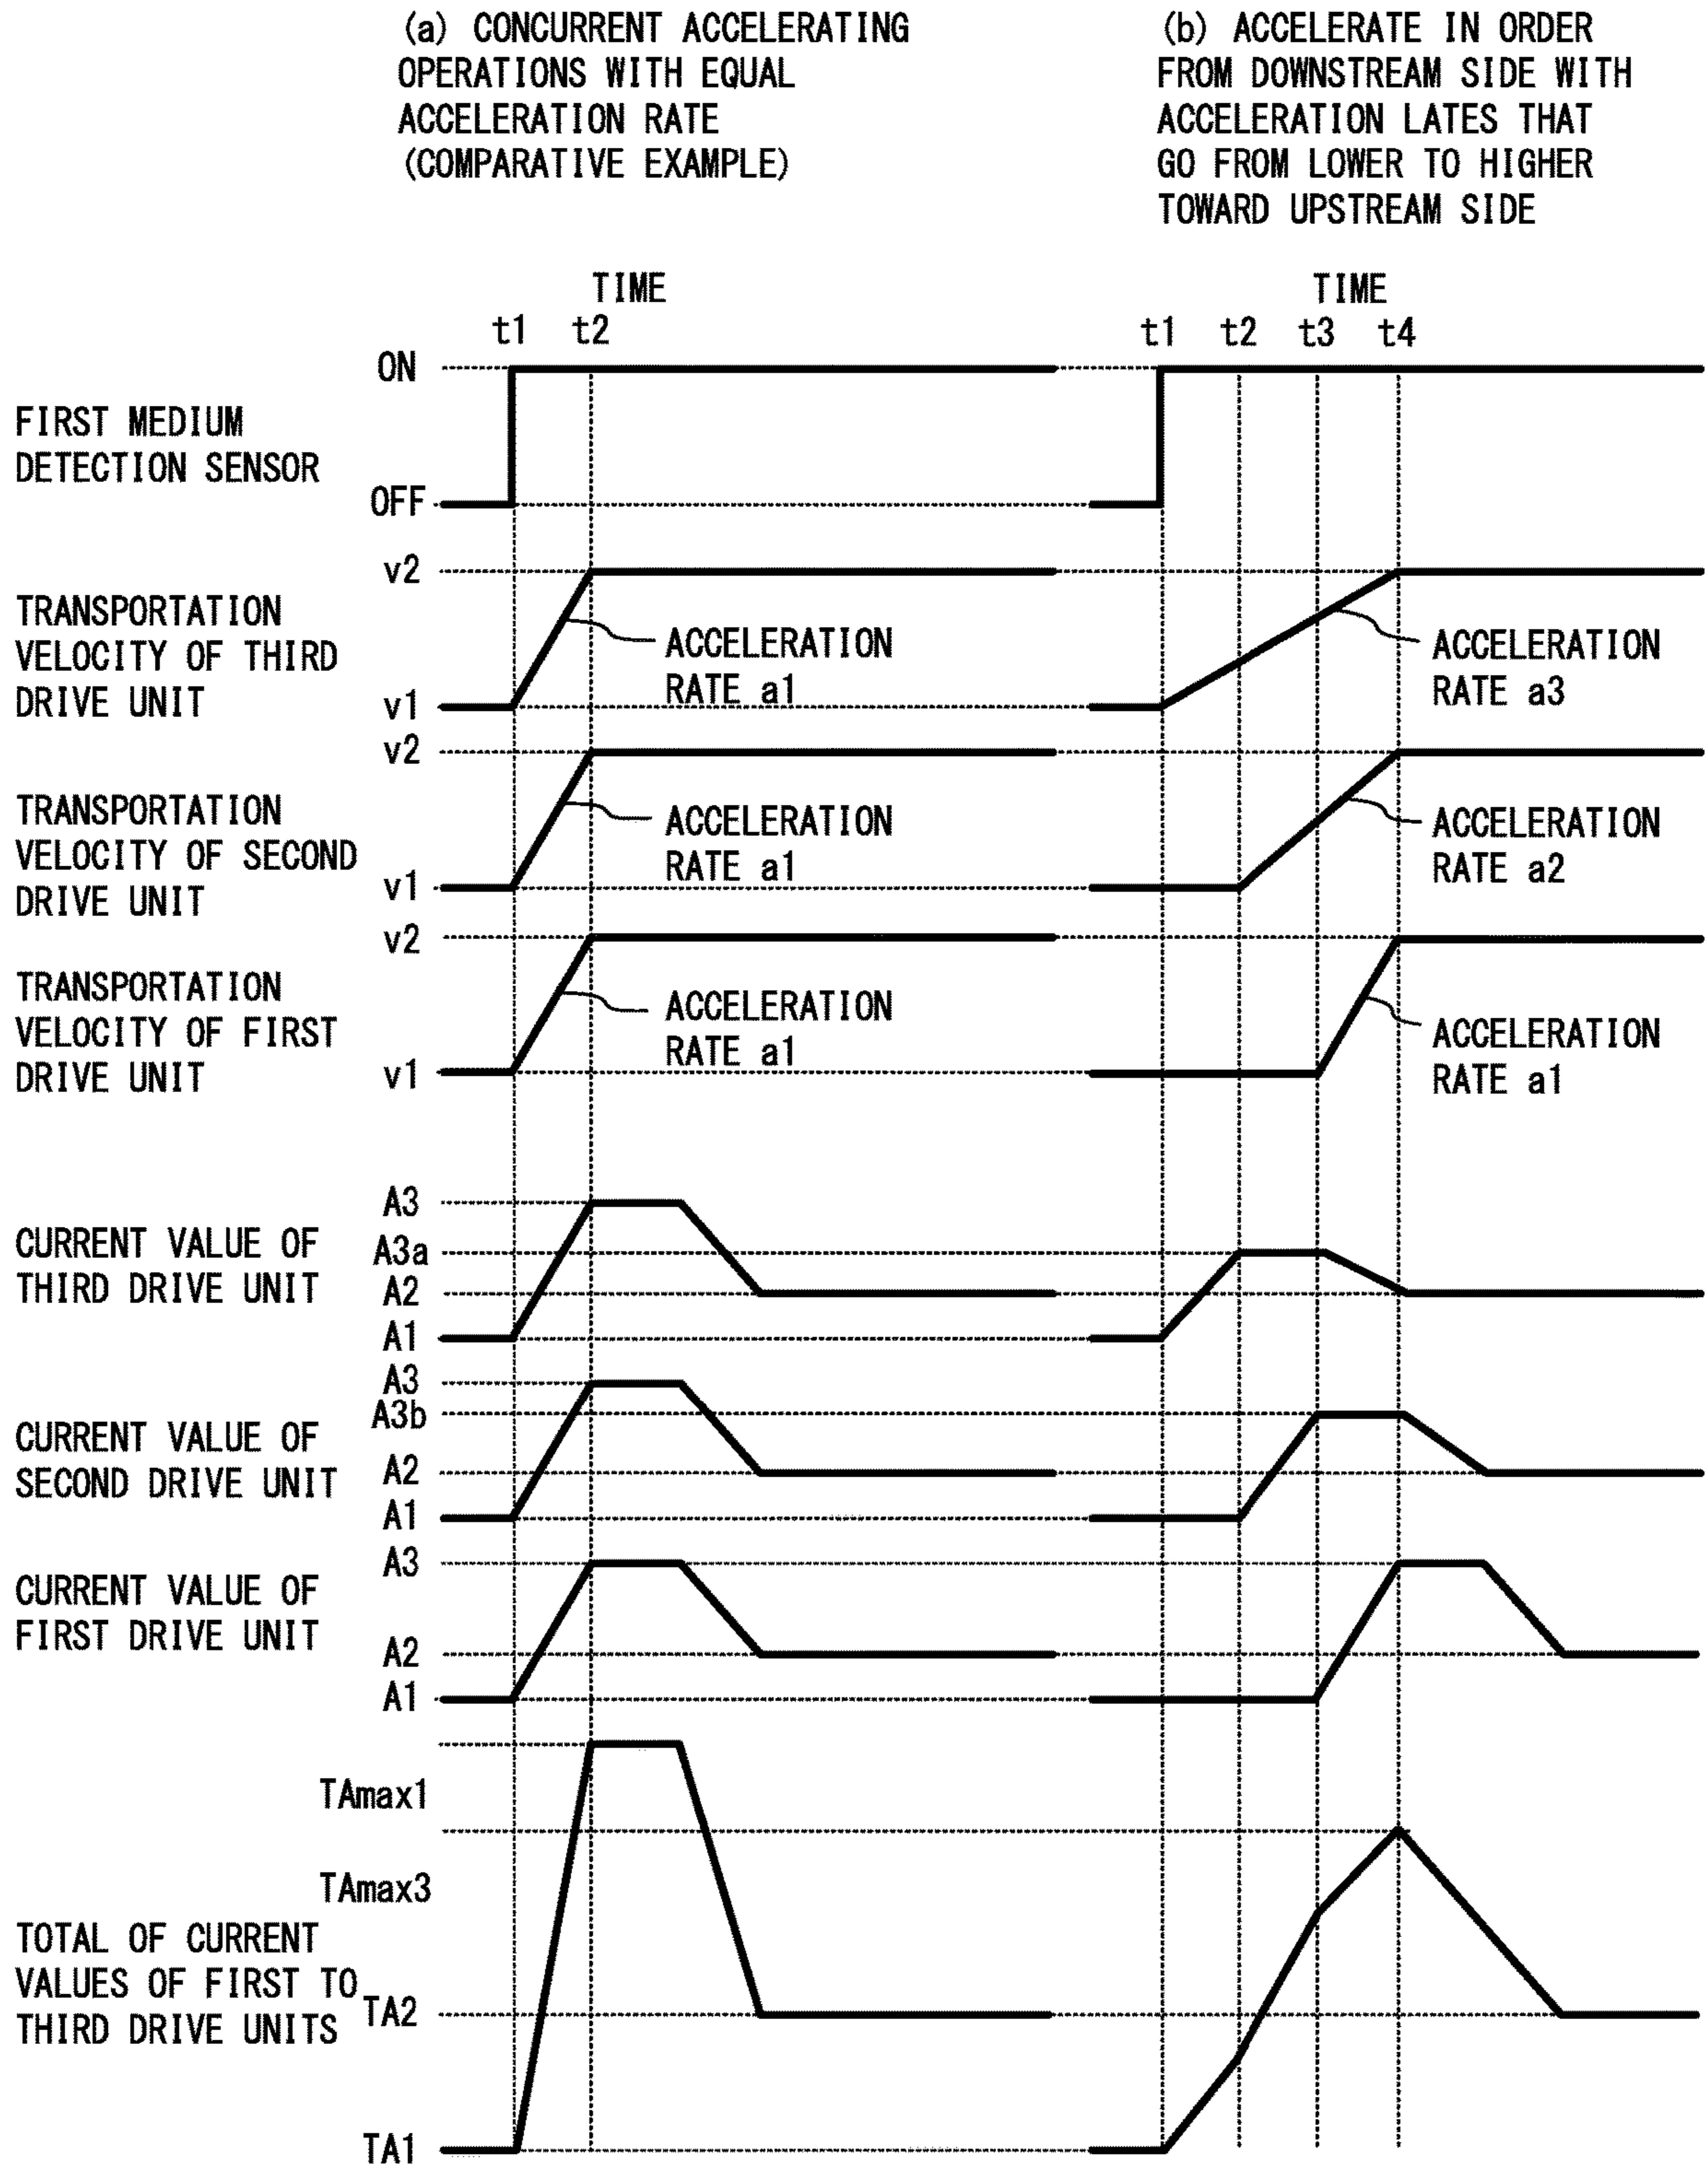 (a) CONCURRENT ACCELERATING
OPERATIONS WITH EQUAL
ACCELERATION RATE
(COMPARATIVE EXAMPLE)
(b) ACCELERATE IN ORDER
FROM DOWNSTREAM SIDE WITH
ACCELERATION LATES THAT
GO FROM LOWER TO HIGHER
TOWARD UPSTREAM SIDE
TIME
t1 t2
TIME
t1 t2 t3 t4
FIRST MEDIUM
DETECTION SENSOR
ON
OFF
TRANSPORTATION
VELOCITY OF THIRD
DRIVE UNIT
v2
v1
ACCELERATION
RATE a1
ACCELERATION
RATE a3
TRANSPORTATION
VELOCITY OF SECOND
DRIVE UNIT
v2
v1
ACCELERATION
RATE a1
ACCELERATION
RATE a2
TRANSPORTATION
VELOCITY OF FIRST
DRIVE UNIT
v2
v1
ACCELERATION
RATE a1
ACCELERATION
RATE a1
CURRENT VALUE OF
THIRD DRIVE UNIT
A3
A3a
A2
A1
CURRENT VALUE OF
SECOND DRIVE UNIT
A3
A3b
A2
A1
CURRENT VALUE OF
FIRST DRIVE UNIT
A3
A2
A1
TAmax1
TAmax3
TOTAL OF CURRENT
VALUES OF FIRST TO
THIRD DRIVE UNITS
TA2
TA1